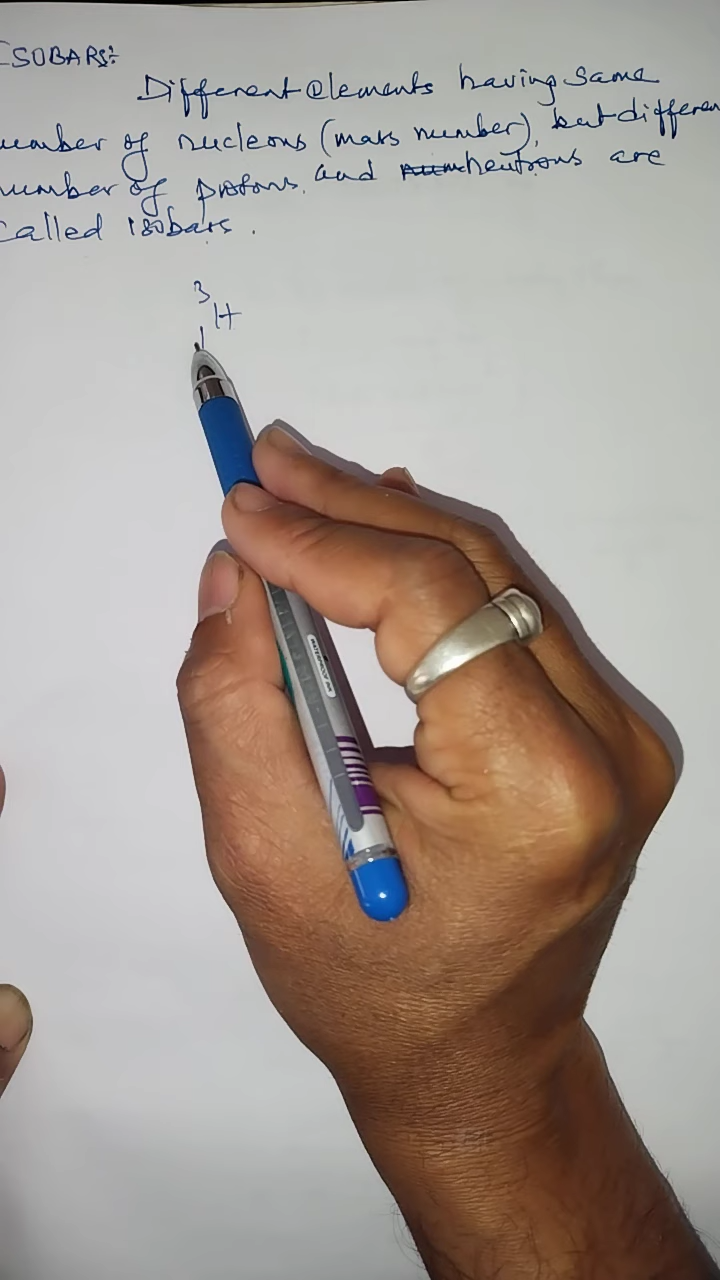 ISOBARS:-
Different elements having same
number of nucleons (mass number), but differen
number of protons, and neutrons are
called isobars.
3
H
1